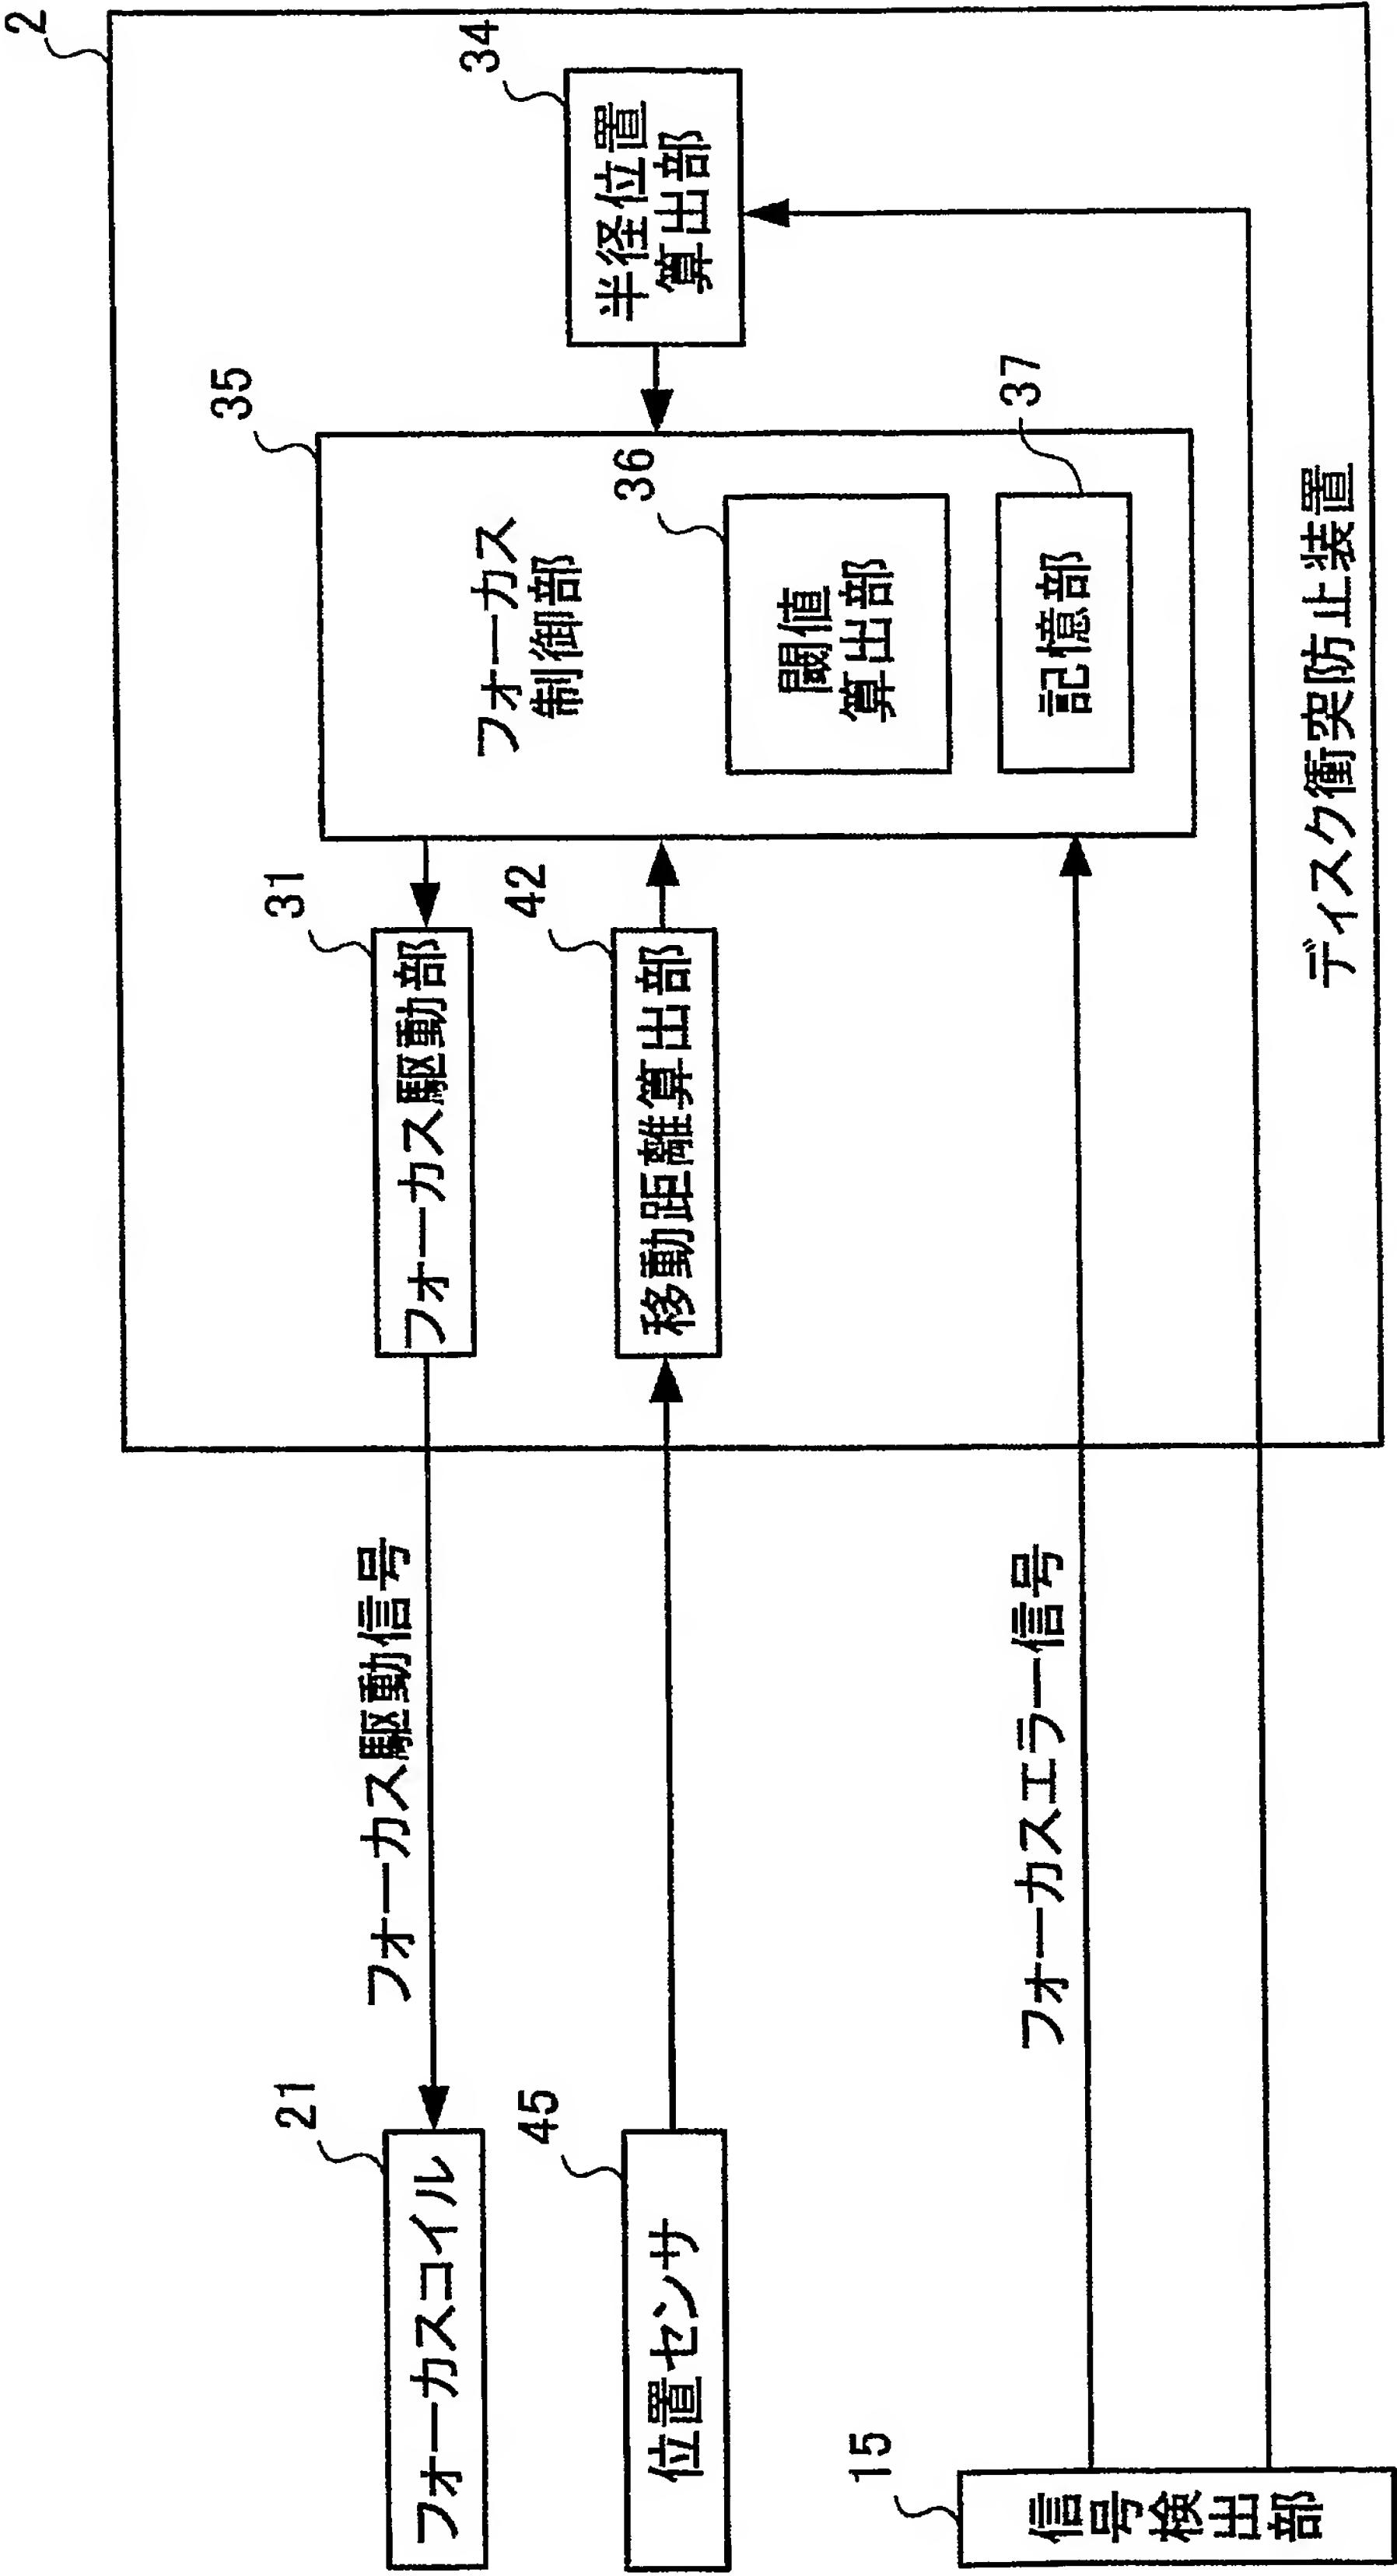 2
34
半径位置
算出部
35
フォーカス
制御部
36
閾値
算出部
37
記憶部
31
フォーカス駆動部
42
移動距離算出部
ディスク衝突防止装置
フォーカス駆動信号
フォーカスエラー信号
21
フォーカスコイル
45
位置センサ
15
信号検出部